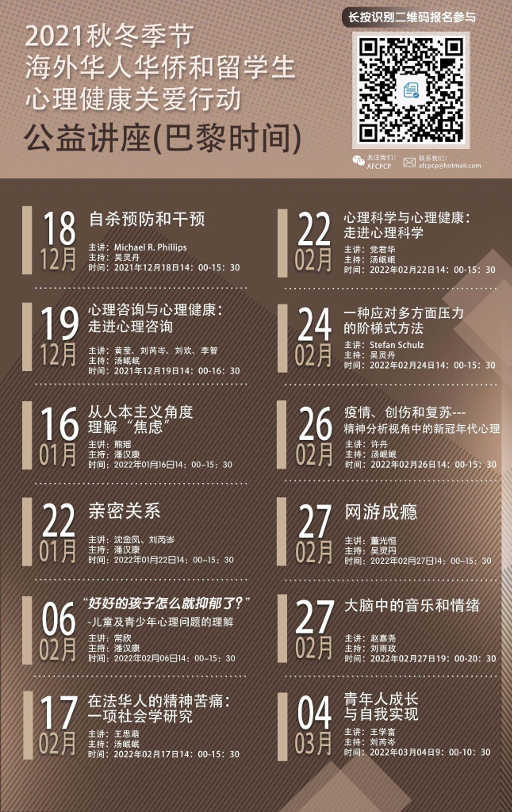 长按识别二维码报名参与
2021秋冬季节
海外华人华侨和留学生
心理健康关爱行动
公益讲座(巴黎时间)
关注我们:
AFCPCP
联系我们:
afcpcp@hotmail.com
18
12月
自杀预防和干预
主讲: Michael R. Phillips
主持: 吴灵丹
时间: 2021年12月18日14: 00-15: 30
19
12月
心理咨询与心理健康:
走进心理咨询
主讲: 黄莺、刘芮岑、刘欢、李智
主持: 汤岷岷
时间: 2021年12月19日14: 00-16: 30
16
01月
从人本主义角度
理解“焦虑”
主讲: 熊瑶
主持: 潘汉康
时间: 2022年01月16日14: 00-15: 30
22
01月
亲密关系
主讲: 沈金凤、刘芮岑
主持: 潘汉康
时间: 2022年01月22日14: 00-15: 30
06
02月
“好好的孩子怎么就抑郁了?”
-儿童及青少年心理问题的理解
主讲: 常欣
主持: 潘汉康
时间: 2022年02月06日14: 00-15: 30
17
02月
在法华人的精神苦痛:
一项社会学研究
主讲: 王思萌
主持: 汤岷岷
时间: 2022年02月17日14: 00-15: 30
22
02月
心理科学与心理健康:
走进心理科学
主讲: 党君华
主持: 汤岷岷
时间: 2022年02月22日14: 00-15: 30
24
02月
一种应对多方面压力
的阶梯式方法
主讲: Stefan Schulz
主持: 吴灵丹
时间: 2022年02月24日14: 00-15: 30
26
02月
疫情、创伤和复苏---
精神分析视角中的新冠年代心理
主讲: 许丹
主持: 汤岷岷
时间: 2022年02月26日14: 00-15: 30
27
02月
网游成瘾
主讲: 董光恒
主持: 吴灵丹
时间: 2022年02月27日14: 00-15: 30
27
02月
大脑中的音乐和情绪
主讲: 赵嘉尧
主持: 刘雨玫
时间: 2022年02月27日19: 00-20: 30
04
03月
青年人成长
与自我实现
主讲: 王学富
主持: 刘芮岑
时间: 2022年03月04日9: 00-10: 30